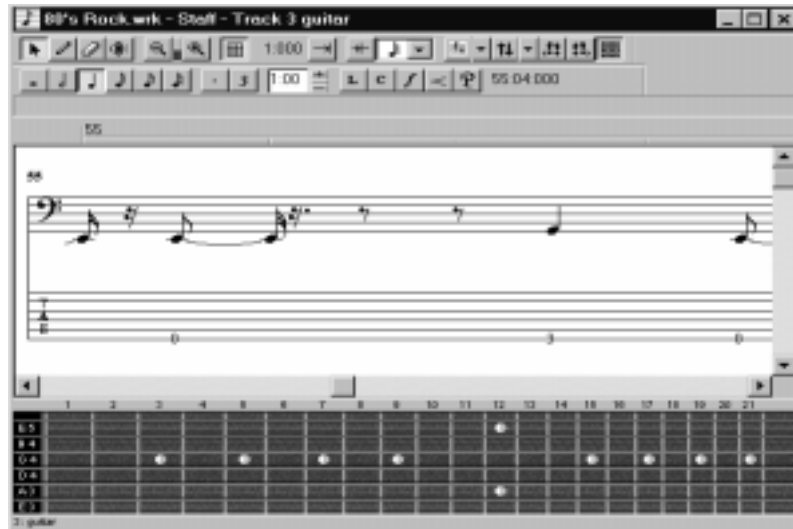 80's Rock.wrk - Staff - Track 3 guitar
1:000
3 1:00 L C f P 55:04:000
55
55
T
A
B
0 3 0
1 2 3 4 5 6 7 8 9 10 11 12 13 14 15 16 17 18 19 20 21
E5
B4
G4
D4
A3
E3
3: guitar